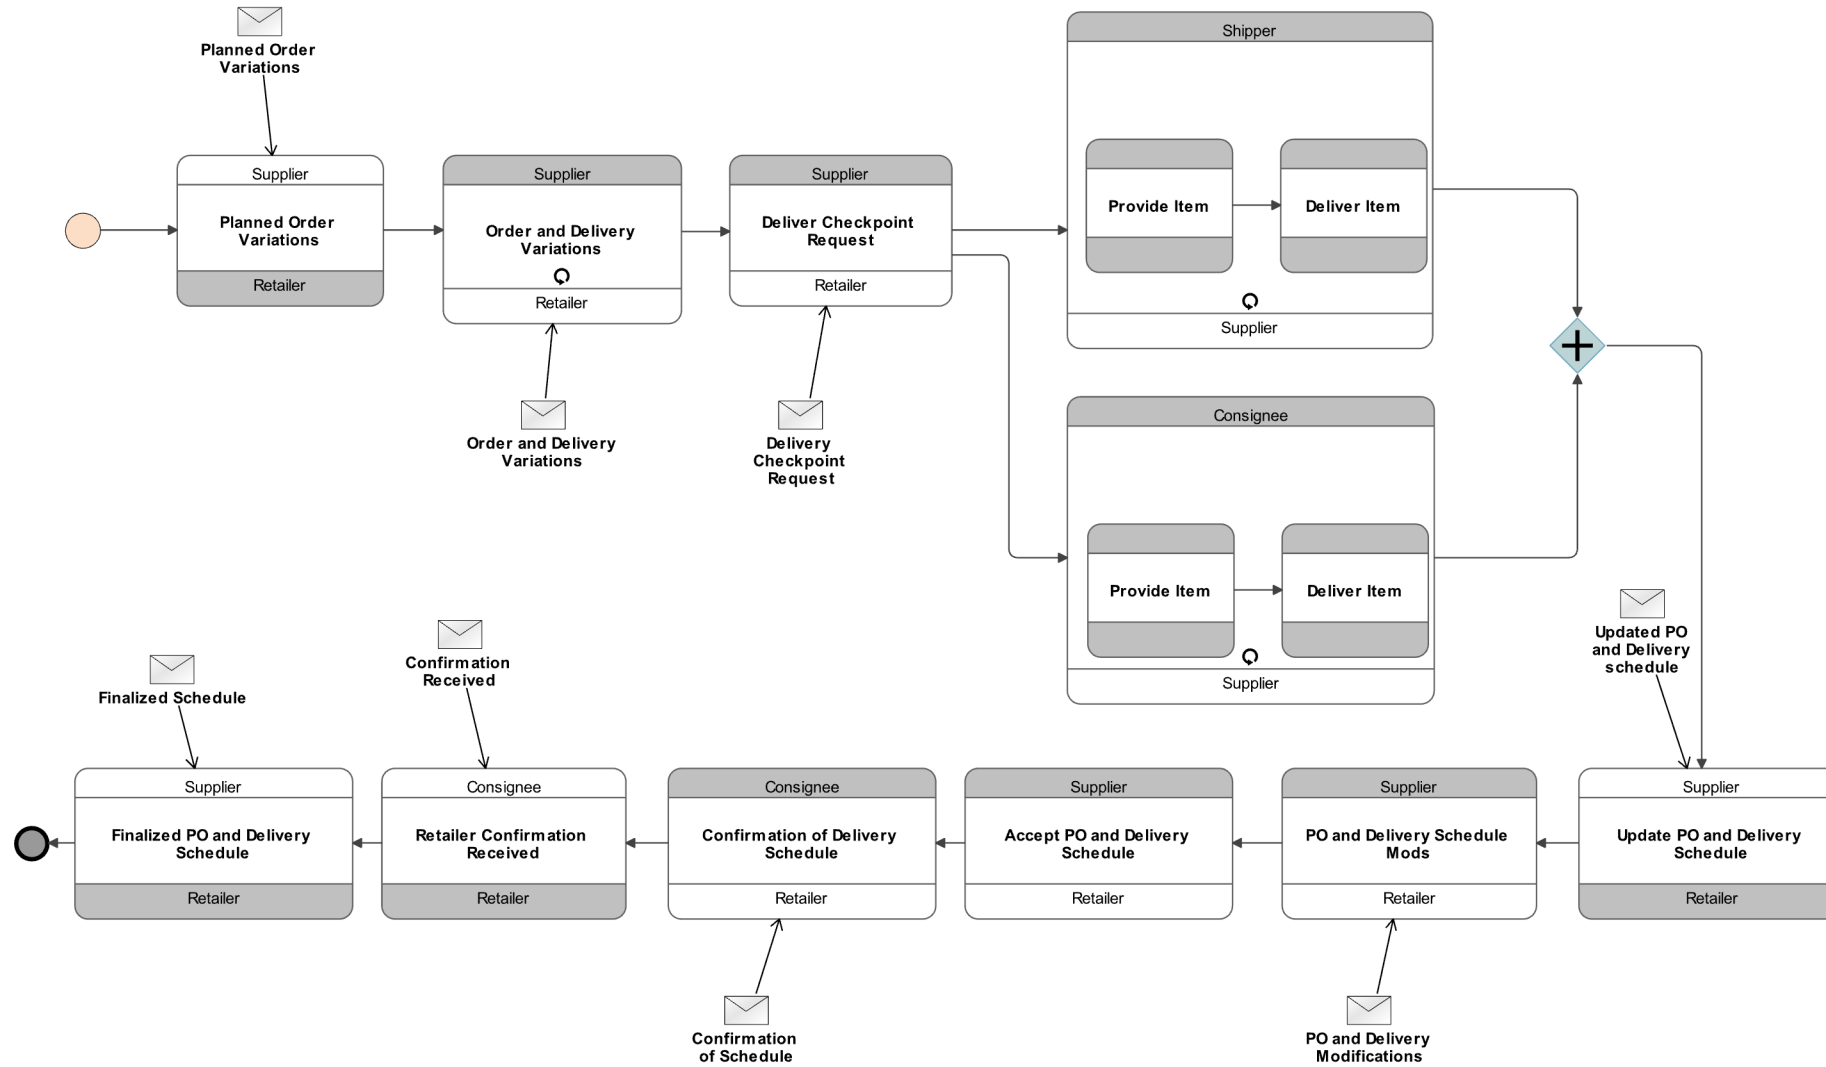 Planned Order
Variations
Shipper
Supplier
Planned Order
Variations
Retailer
Supplier
Order and Delivery
Variations
Retailer
Supplier
Deliver Checkpoint
Request
Retailer
Provide Item
Deliver Item
Supplier
Order and Delivery
Variations
Delivery
Checkpoint
Request
Consignee
Provide Item
Deliver Item
Supplier
Updated PO
and Delivery
schedule
Confirmation
Received
Finalized Schedule
Supplier
Finalized PO and Delivery
Schedule
Retailer
Consignee
Retailer Confirmation
Received
Retailer
Consignee
Confirmation of Delivery
Schedule
Retailer
Supplier
Accept PO and Delivery
Schedule
Retailer
Supplier
PO and Delivery Schedule
Mods
Retailer
Supplier
Update PO and Delivery
Schedule
Retailer
Confirmation
of Schedule
PO and Delivery
Modifications